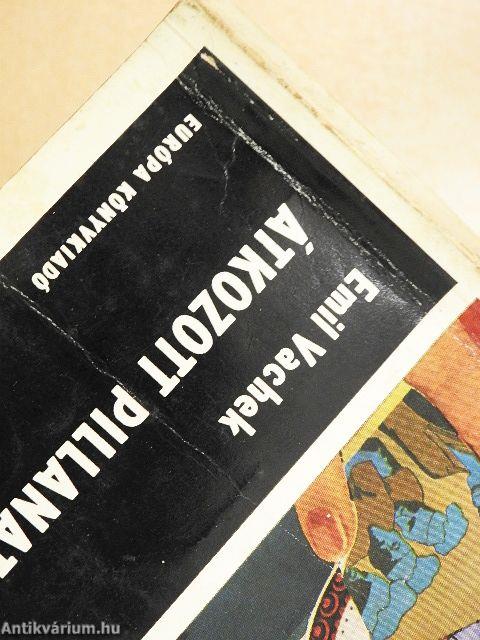 Emil Vachek
ÁTKOZOTT PILLANAT
EURÓPA KÖNYVKIADÓ
Antikvárium.hu